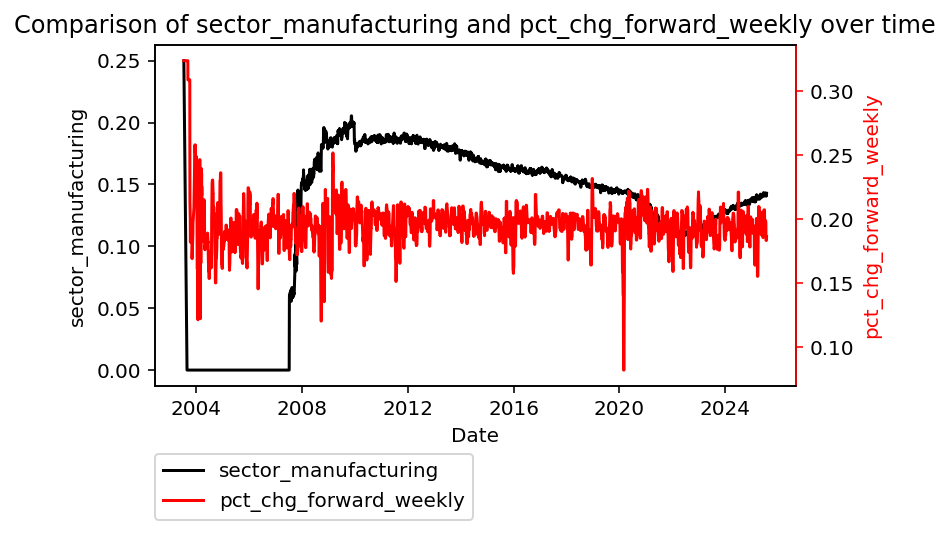 Comparison of sector_manufacturing and pct_chg_forward_weekly over time
sector_manufacturing
0.25
0.20
0.15
0.10
0.05
0.00
0.30
0.25
0.20
0.15
0.10
pct_chg_forward_weekly
2004 2008 2012 2016 2020 2024
Date
sector_manufacturing
pct_chg_forward_weekly